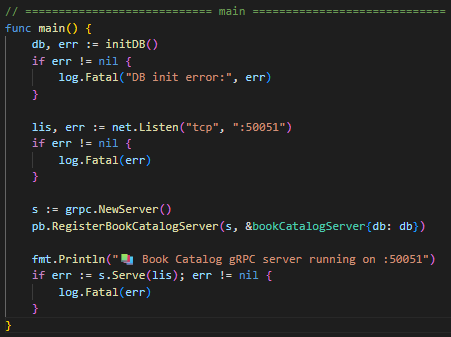 // ============================ main =============================
func main() {
    db, err := initDB()
    if err != nil {
        log.Fatal("DB init error:", err)
    }

    lis, err := net.Listen("tcp", ":50051")
    if err != nil {
        log.Fatal(err)
    }

    s := grpc.NewServer()
    pb.RegisterBookCatalogServer(s, &bookCatalogServer{db: db})

    fmt.Println("📚 Book Catalog gRPC server running on :50051")
    if err := s.Serve(lis); err != nil {
        log.Fatal(err)
    }
}